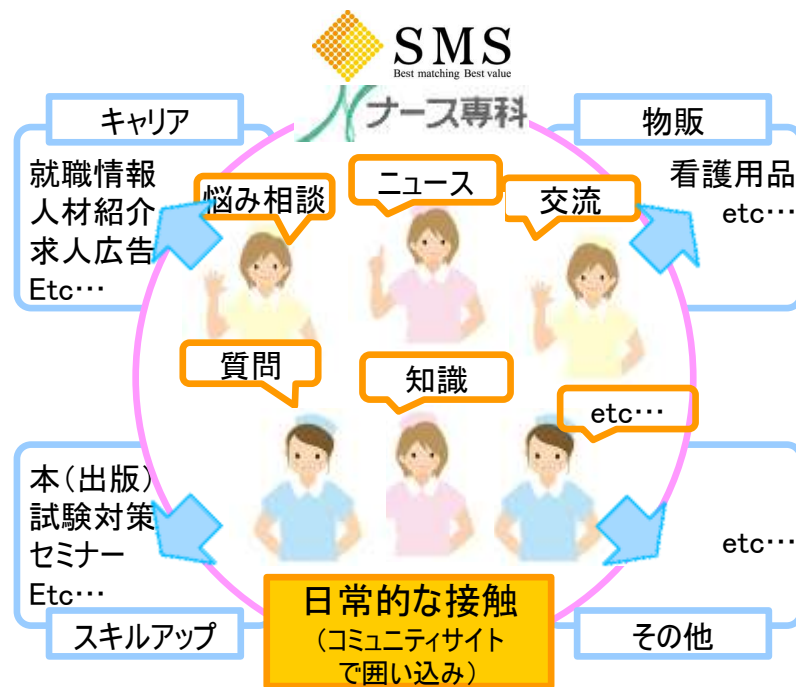 SMS
Best matching Best value
ナース専科
キャリア
就職情報
人材紹介
求人広告
Etc…
物販
看護用品
etc…
悩み相談
ニュース
交流
質問
知識
etc…
本（出版）
試験対策
セミナー
Etc…
スキルアップ
etc…
その他
日常的な接触
（コミュニティサイト
で囲い込み）